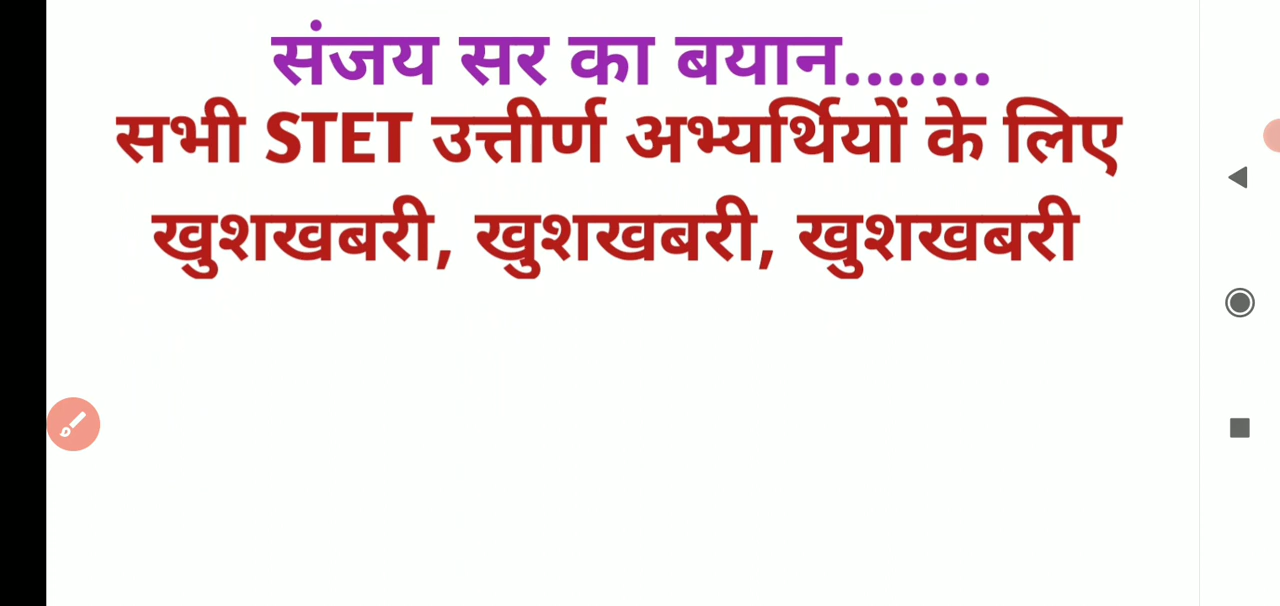 संजय सर का बयान.......
सभी STET उत्तीर्ण अभ्यर्थियों के लिए
खुशखबरी, खुशखबरी, खुशखबरी